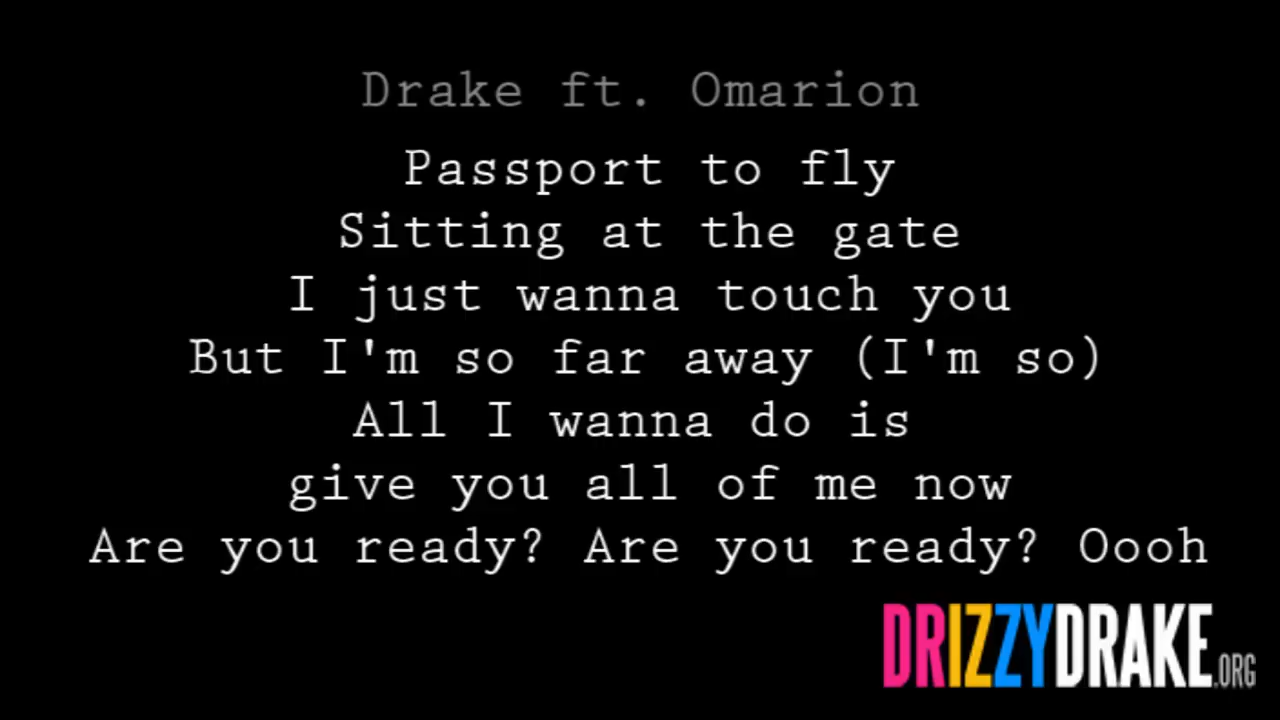 Drake ft. Omarion
Passport to fly
Sitting at the gate
I just wanna touch you
But I'm so far away (I'm so)
All I wanna do is
give you all of me now
Are you ready? Are you ready? Oooh
DRIZZYDRAKE.ORG